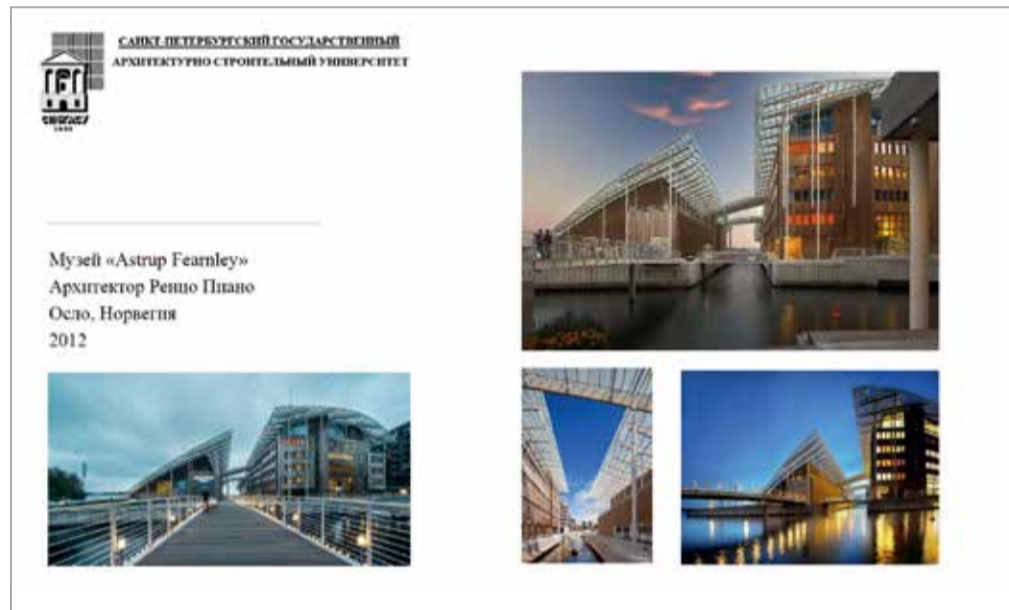 САНКТ-ПЕТЕРБУРГСКИЙ ГОСУДАРСТВЕННЫЙ
АРХИТЕКТУРНО СТРОИТЕЛЬНЫЙ УНИВЕРСИТЕТ
Музей «Astrup Fearnley»
Архитектор Ренцо Пиано
Осло, Норвегия
2012